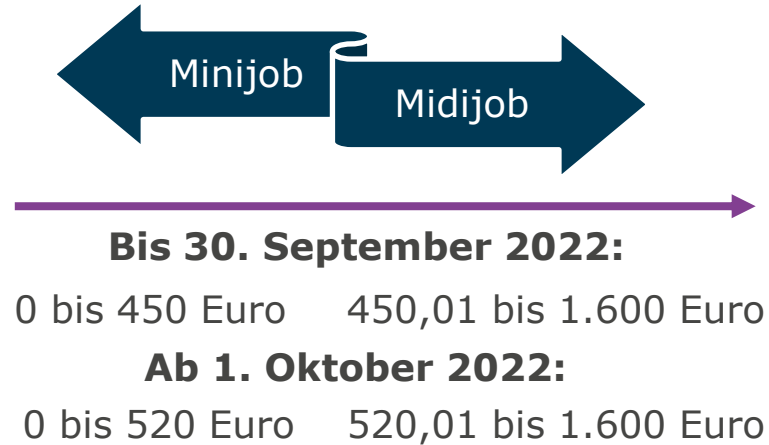 Minijob
Midijob
Bis 30. September 2022:
0 bis 450 Euro 450,01 bis 1.600 Euro
Ab 1. Oktober 2022:
0 bis 520 Euro 520,01 bis 1.600 Euro